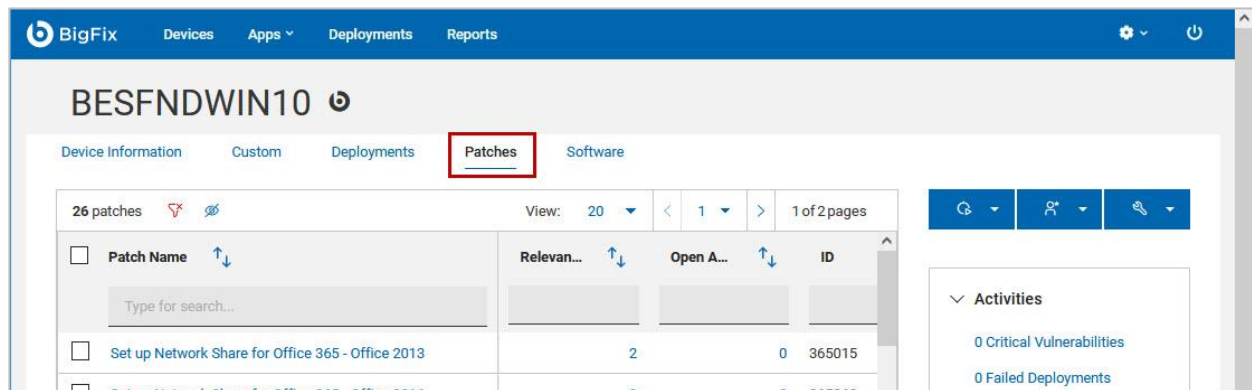 BigFix Devices Apps Deployments Reports
BESFNDWIN10
Device Information Custom Deployments Patches Software
26 patches View: 20 1 1 of 2 pages
Patch Name Relevan... Open A... ID
Type for search...
Activities
Set up Network Share for Office 365 - Office 2013 2 0 365015
0 Critical Vulnerabilities
0 Failed Deployments